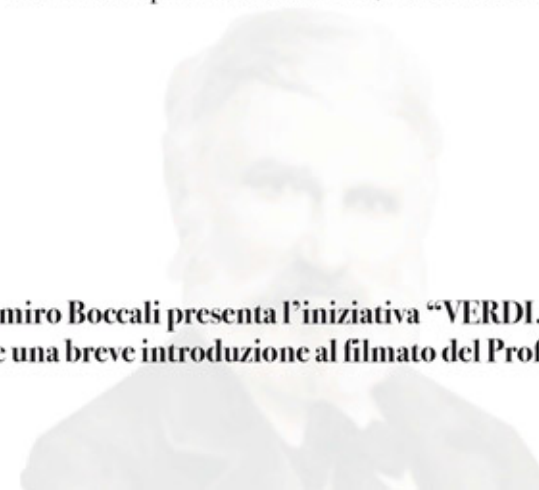 miro Boccali presenta l’iniziativa “VERDI.
e una breve introduzione al filmato del Prof